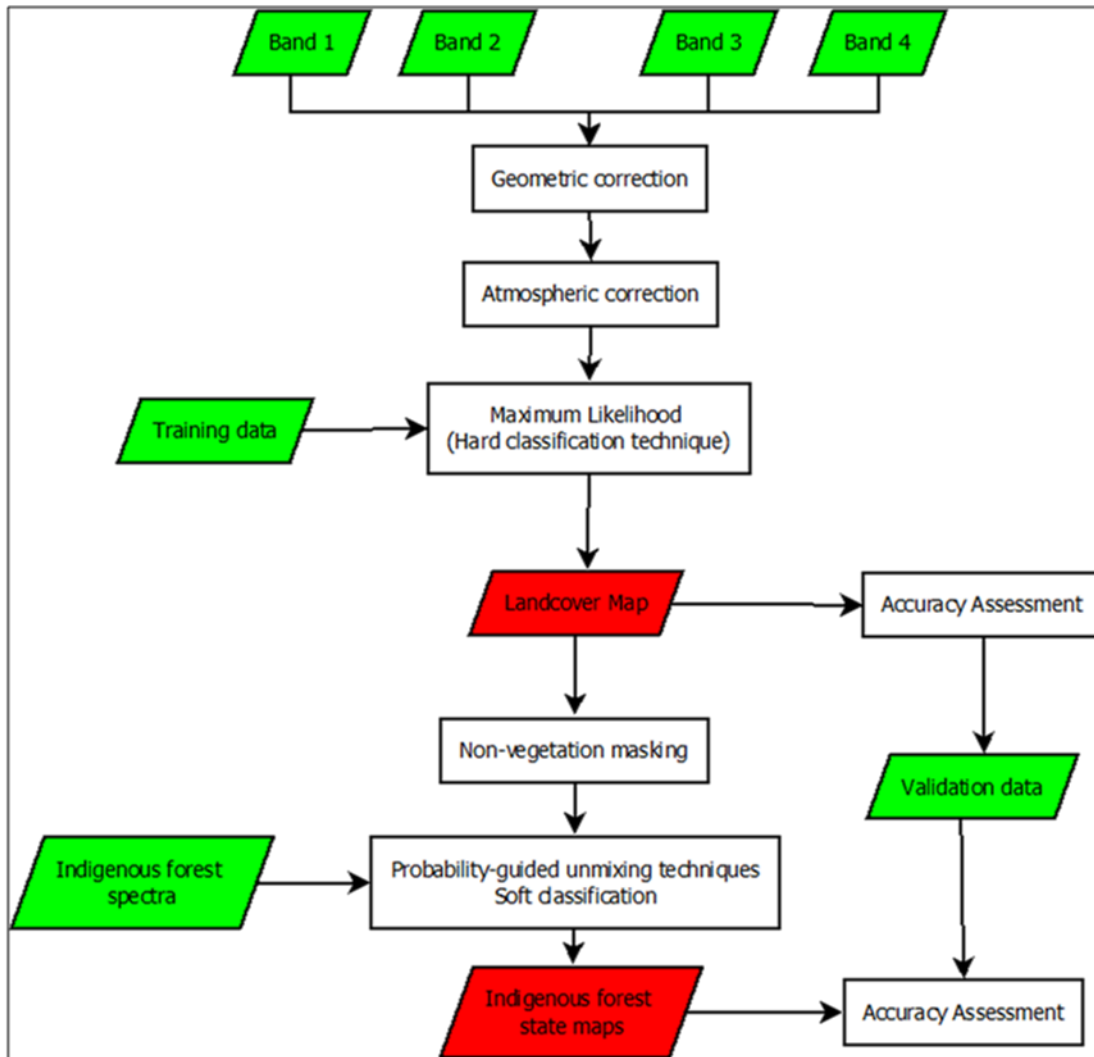 Band 1
Band 2
Band 3
Band 4
Geometric correction
Atmospheric correction
Training data
Maximum Likelihood
(Hard classification technique)
Landcover Map
Accuracy Assessment
Non-vegetation masking
Validation data
Indigenous forest
spectra
Probability-guided unmixing techniques
Soft classification
Indigenous forest
state maps
Accuracy Assessment